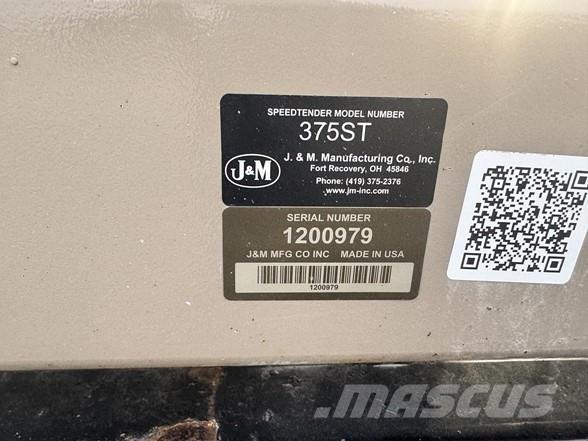 SPEEDTENDER MODEL NUMBER
375ST
J&M
J. & M. Manufacturing Co., Inc.
Fort Recovery, OH 45846
Phone: (419) 375-2376
www.jm-inc.com
SERIAL NUMBER
1200979
J&M MFG CO INC MADE IN USA
1200979
MASCUS